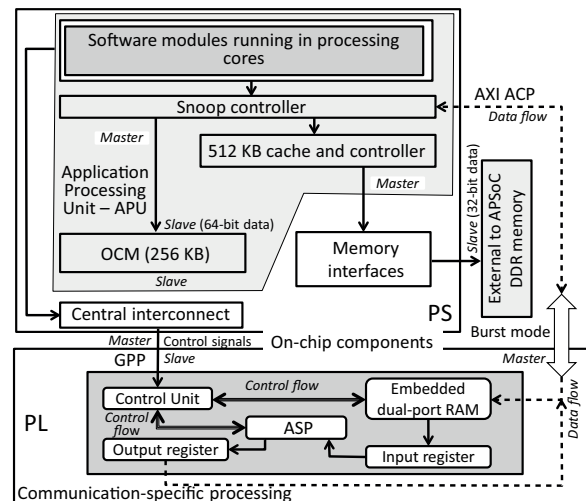 Software modules running in processing
cores
Snoop controller
AXI ACP
Data flow
Master
512 KB cache and controller
Master
Application
Processing
Unit – APU
Slave (64-bit data)
OCM (256 KB)
Slave
Memory
interfaces
Slave (32-bit data)
External to APSoC
DDR memory
Central interconnect
PS
Burst mode
Master
Control signals
On-chip components
Master
GPP
Slave
PL
Control Unit
Control flow
Embedded
dual-port RAM
Data flow
Control
flow
ASP
Output register
Input register
Communication-specific processing